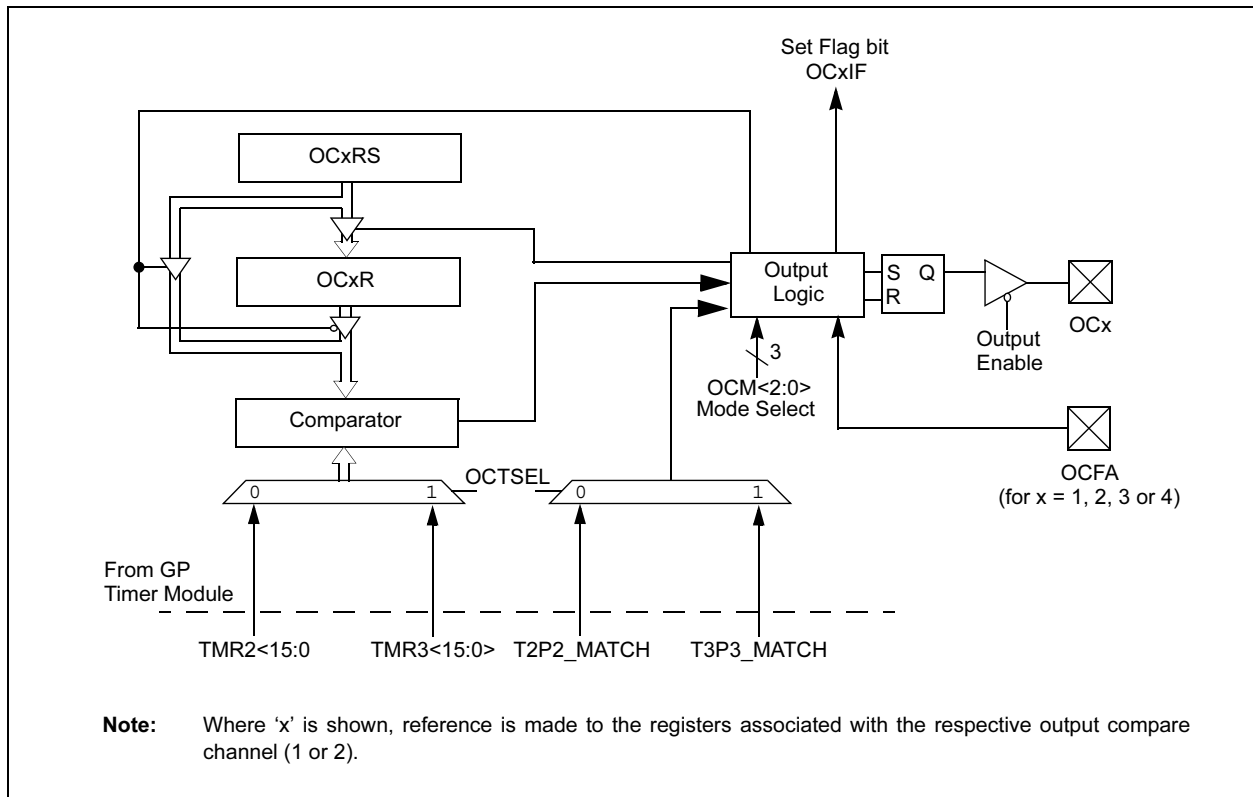 Set Flag bit
OCxIF
OCxRS
OCxR
Output
Logic
S Q
R
OCx
Output
Enable
3
OCM<2:0>
Mode Select
Comparator
OCFA
(for x = 1, 2, 3 or 4)
0 1
OCTSEL
0 1
From GP
Timer Module
TMR2<15:0
TMR3<15:0>
T2P2_MATCH
T3P3_MATCH
Note: Where ‘x’ is shown, reference is made to the registers associated with the respective output compare
channel (1 or 2).